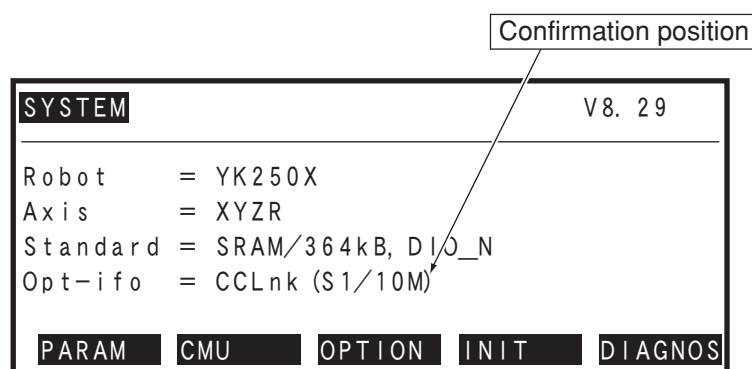 Confirmation position
SYSTEM V8. 29
Robot = YK250X
Axis = XYZR
Standard = SRAM/364kB, DIO_N
Opt-ifo = CCLnk (S1/10M)
PARAM CMU OPTION INIT DIAGNOS